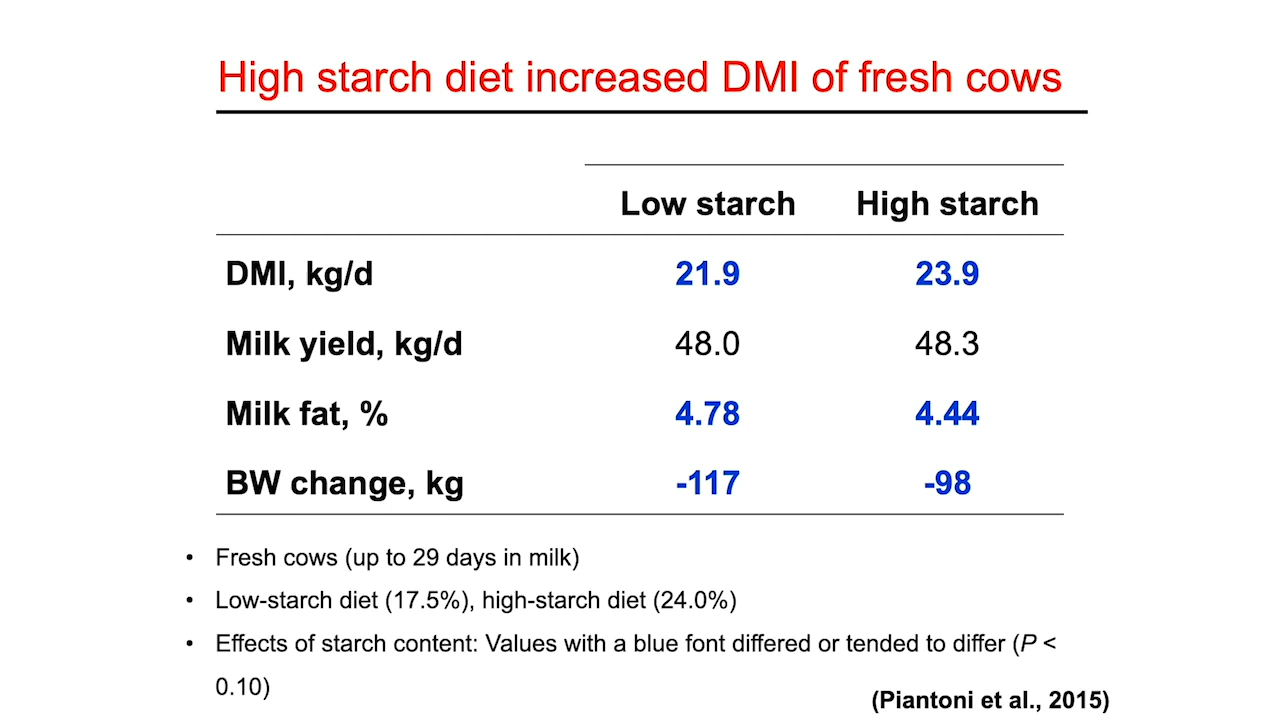 High starch diet increased DMI of fresh cows
Low starch High starch
DMI, kg/d 21.9 23.9
Milk yield, kg/d 48.0 48.3
Milk fat, % 4.78 4.44
BW change, kg -117 -98
• Fresh cows (up to 29 days in milk)
• Low-starch diet (17.5%), high-starch diet (24.0%)
• Effects of starch content: Values with a blue font differed or tended to differ (P <
0.10)
(Piantoni et al., 2015)